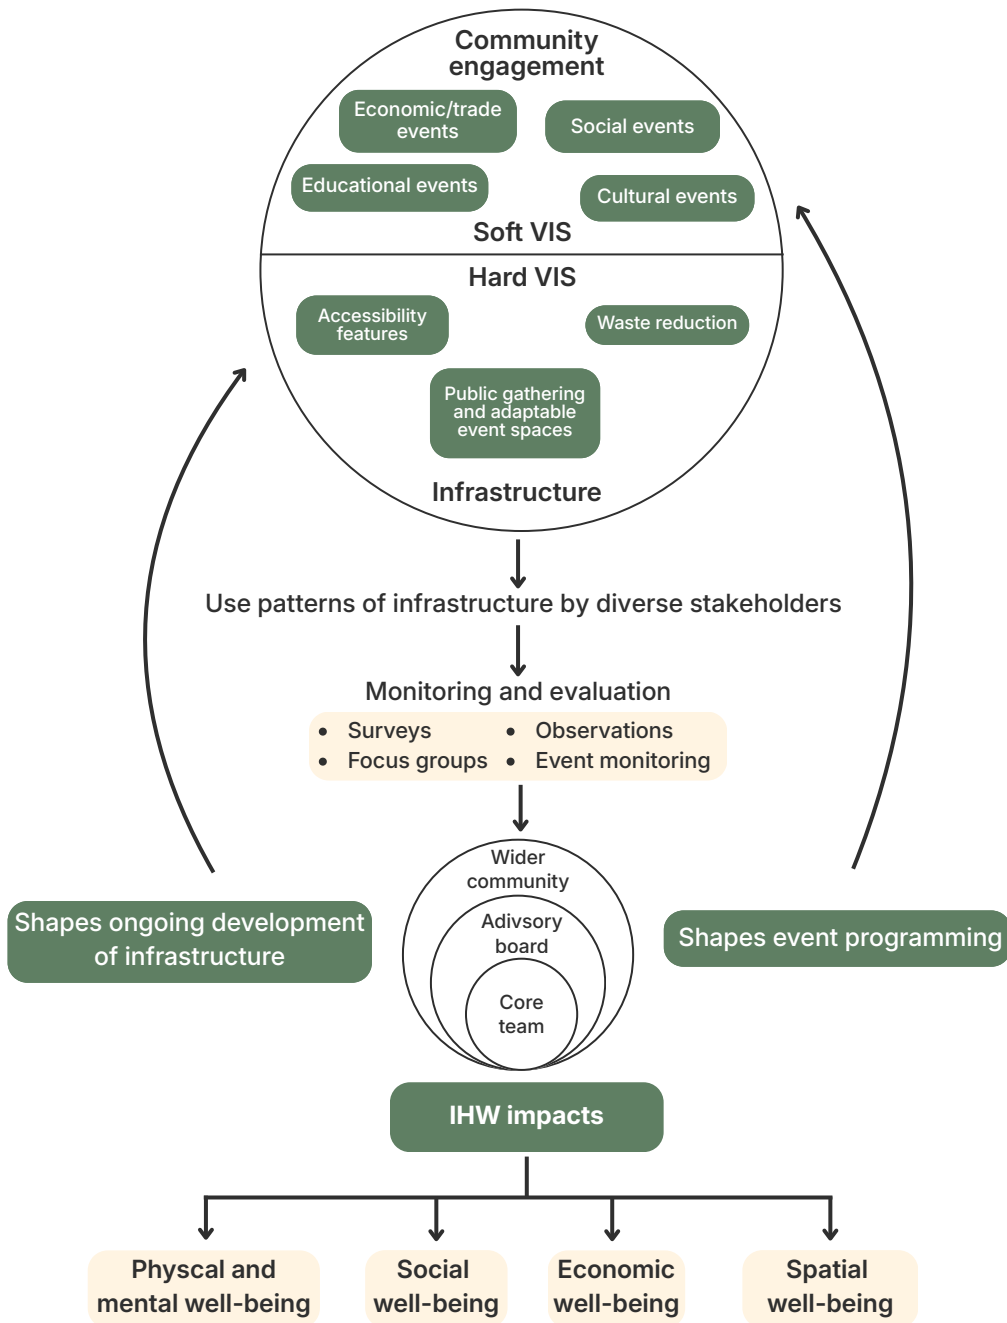 Community
engagement
Economic/trade
events
Social events
Educational events
Cultural events
Soft VIS
Hard VIS
Accessibility
features
Waste reduction
Public gathering
and adaptable
event spaces
Infrastructure
Use patterns of infrastructure by diverse stakeholders
Monitoring and evaluation
• Surveys • Observations
• Focus groups • Event monitoring
Wider
community
Adivsory
board
Core
team
Shapes ongoing development
of infrastructure
Shapes event programming
IHW impacts
Physcal and
mental well-being
Social
well-being
Economic
well-being
Spatial
well-being